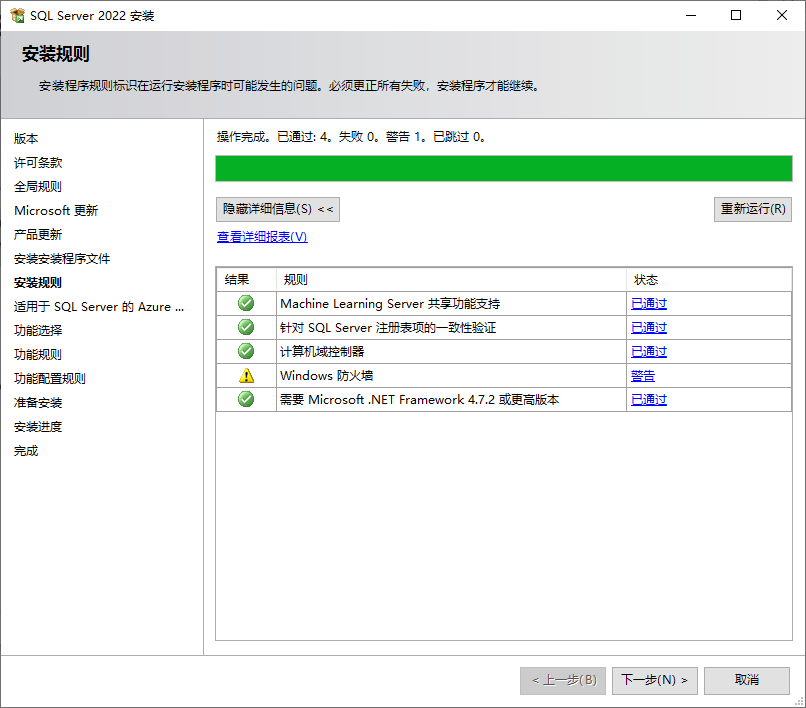 SQL Server 2022 安装
安装规则
安装程序规则标识在运行安装程序时可能发生的问题。必须更正所有失败，安装程序才能继续。
版本
许可条款
全局规则
Microsoft 更新
产品更新
安装安装程序文件
安装规则
适用于 SQL Server 的 Azure ...
功能选择
功能规则
功能配置规则
准备安装
安装进度
完成
操作完成。已通过: 4。失败 0。警告 1。已跳过 0。
隐藏详细信息(S) <<
重新运行(R)
查看详细报表(V)
结果 规则 状态
Machine Learning Server 共享功能支持 已通过
针对 SQL Server 注册表项的一致性验证 已通过
计算机域控制器 已通过
Windows 防火墙 警告
需要 Microsoft .NET Framework 4.7.2 或更高版本 已通过
< 上一步(B) 下一步(N) > 取消